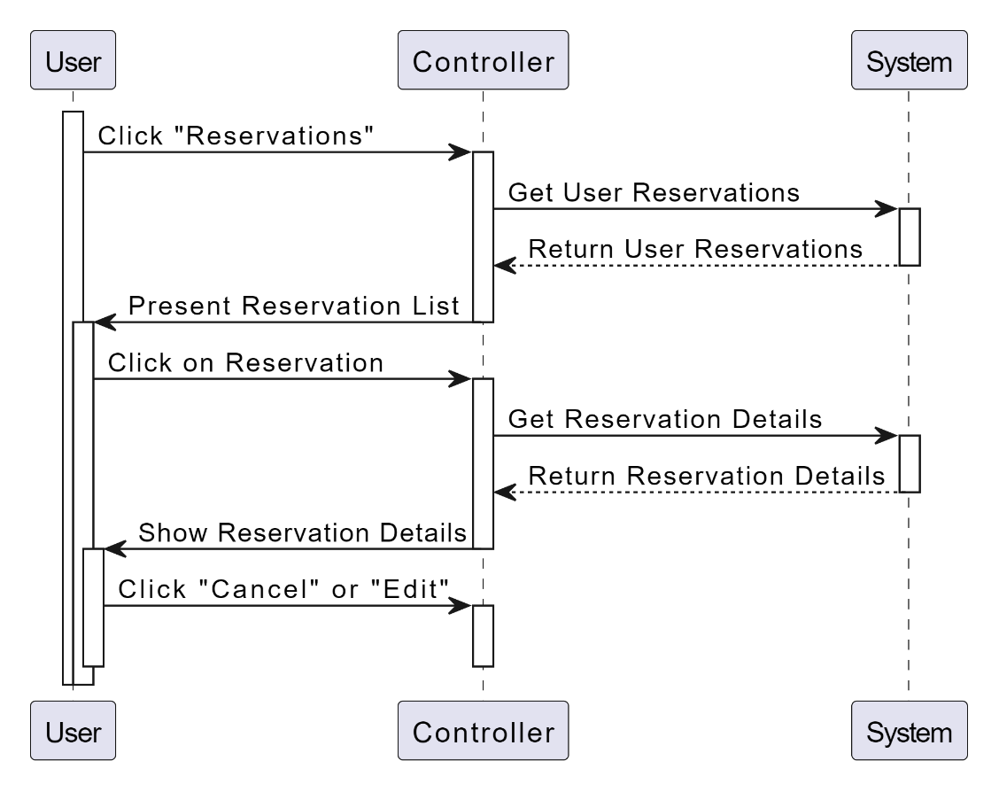 User
Controller
System
Click "Reservations"
Get User Reservations
Return User Reservations
Present Reservation List
Click on Reservation
Get Reservation Details
Return Reservation Details
Show Reservation Details
Click "Cancel" or "Edit"
User
Controller
System